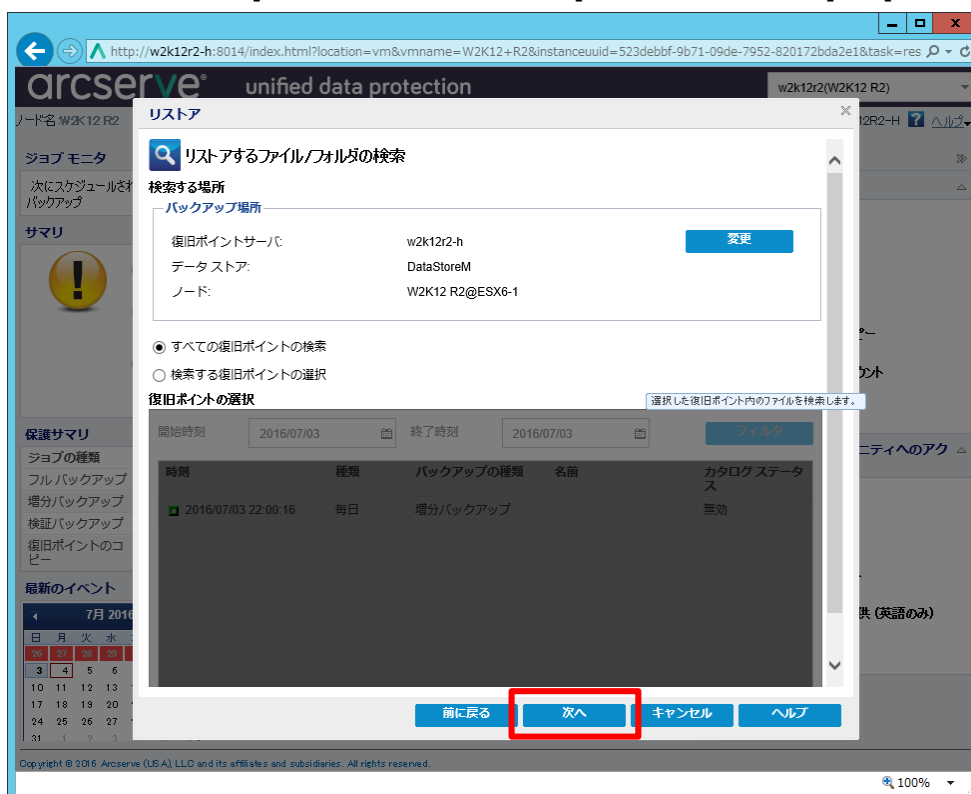 http://w2k12r2-h:8014/index.html?location=vm&vmname=W2K12+R2&instanceuuid=523debbf-9b71-09de-7952-820172bda2e1&task=res
arcserve® unified data protection
w2k12r2(W2K12 R2)
ノード名:W2K12 R2
12R2-H
ヘルプ
ジョブ モニタ
次にスケジュールされ
バックアップ
サマリ
保護サマリ
ジョブの種類
フル バックアップ
増分バックアップ
検証バックアップ
復旧ポイントのコ
ピー
最新のイベント
7月 2016
日 月 火 水
26 27 28 29
3 4 5 6
10 11 12 13
17 18 19 20
24 25 26 27
31 1 2 3
リストア
リストアするファイル/フォルダの検索
検索する場所
バックアップ場所
復旧ポイントサーバ: w2k12r2-h
変更
データ ストア: DataStoreM
ノード: W2K12 R2@ESX6-1
すべての復旧ポイントの検索
検索する復旧ポイントの選択
復旧ポイントの選択
選択した復旧ポイント内のファイルを検索します。
開始時刻 2016/07/03 終了時刻 2016/07/03 フィルタ
時刻 種類 バックアップの種類 名前 カタログ ステータ
ス
2016/07/03 22:00:16 毎日 増分バックアップ 無効
前に戻る 次へ キャンセル ヘルプ
ピー
カウント
ニティへのアク
供 (英語のみ)
Copyright © 2016 Arcserve (USA), LLC and its affiliates and subsidiaries. All rights reserved.
100%